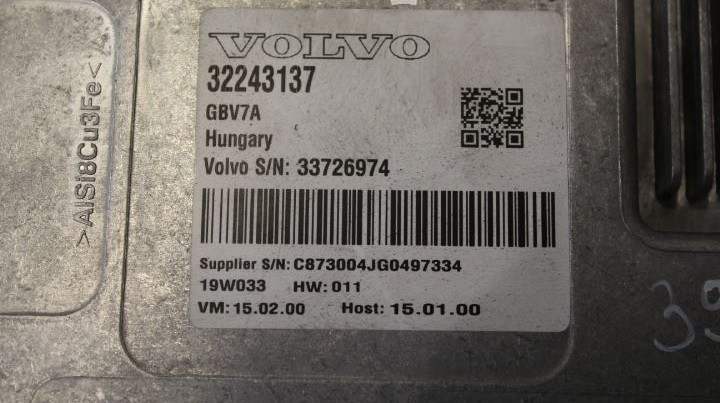 VOLVO
32243137
GBV7A
Hungary
Volvo S/N: 33726974
Supplier S/N: C873004JG0497334
19W033 HW: 011
VM: 15.02.00 Host: 15.01.00
>AlSi8Cu3Fe<